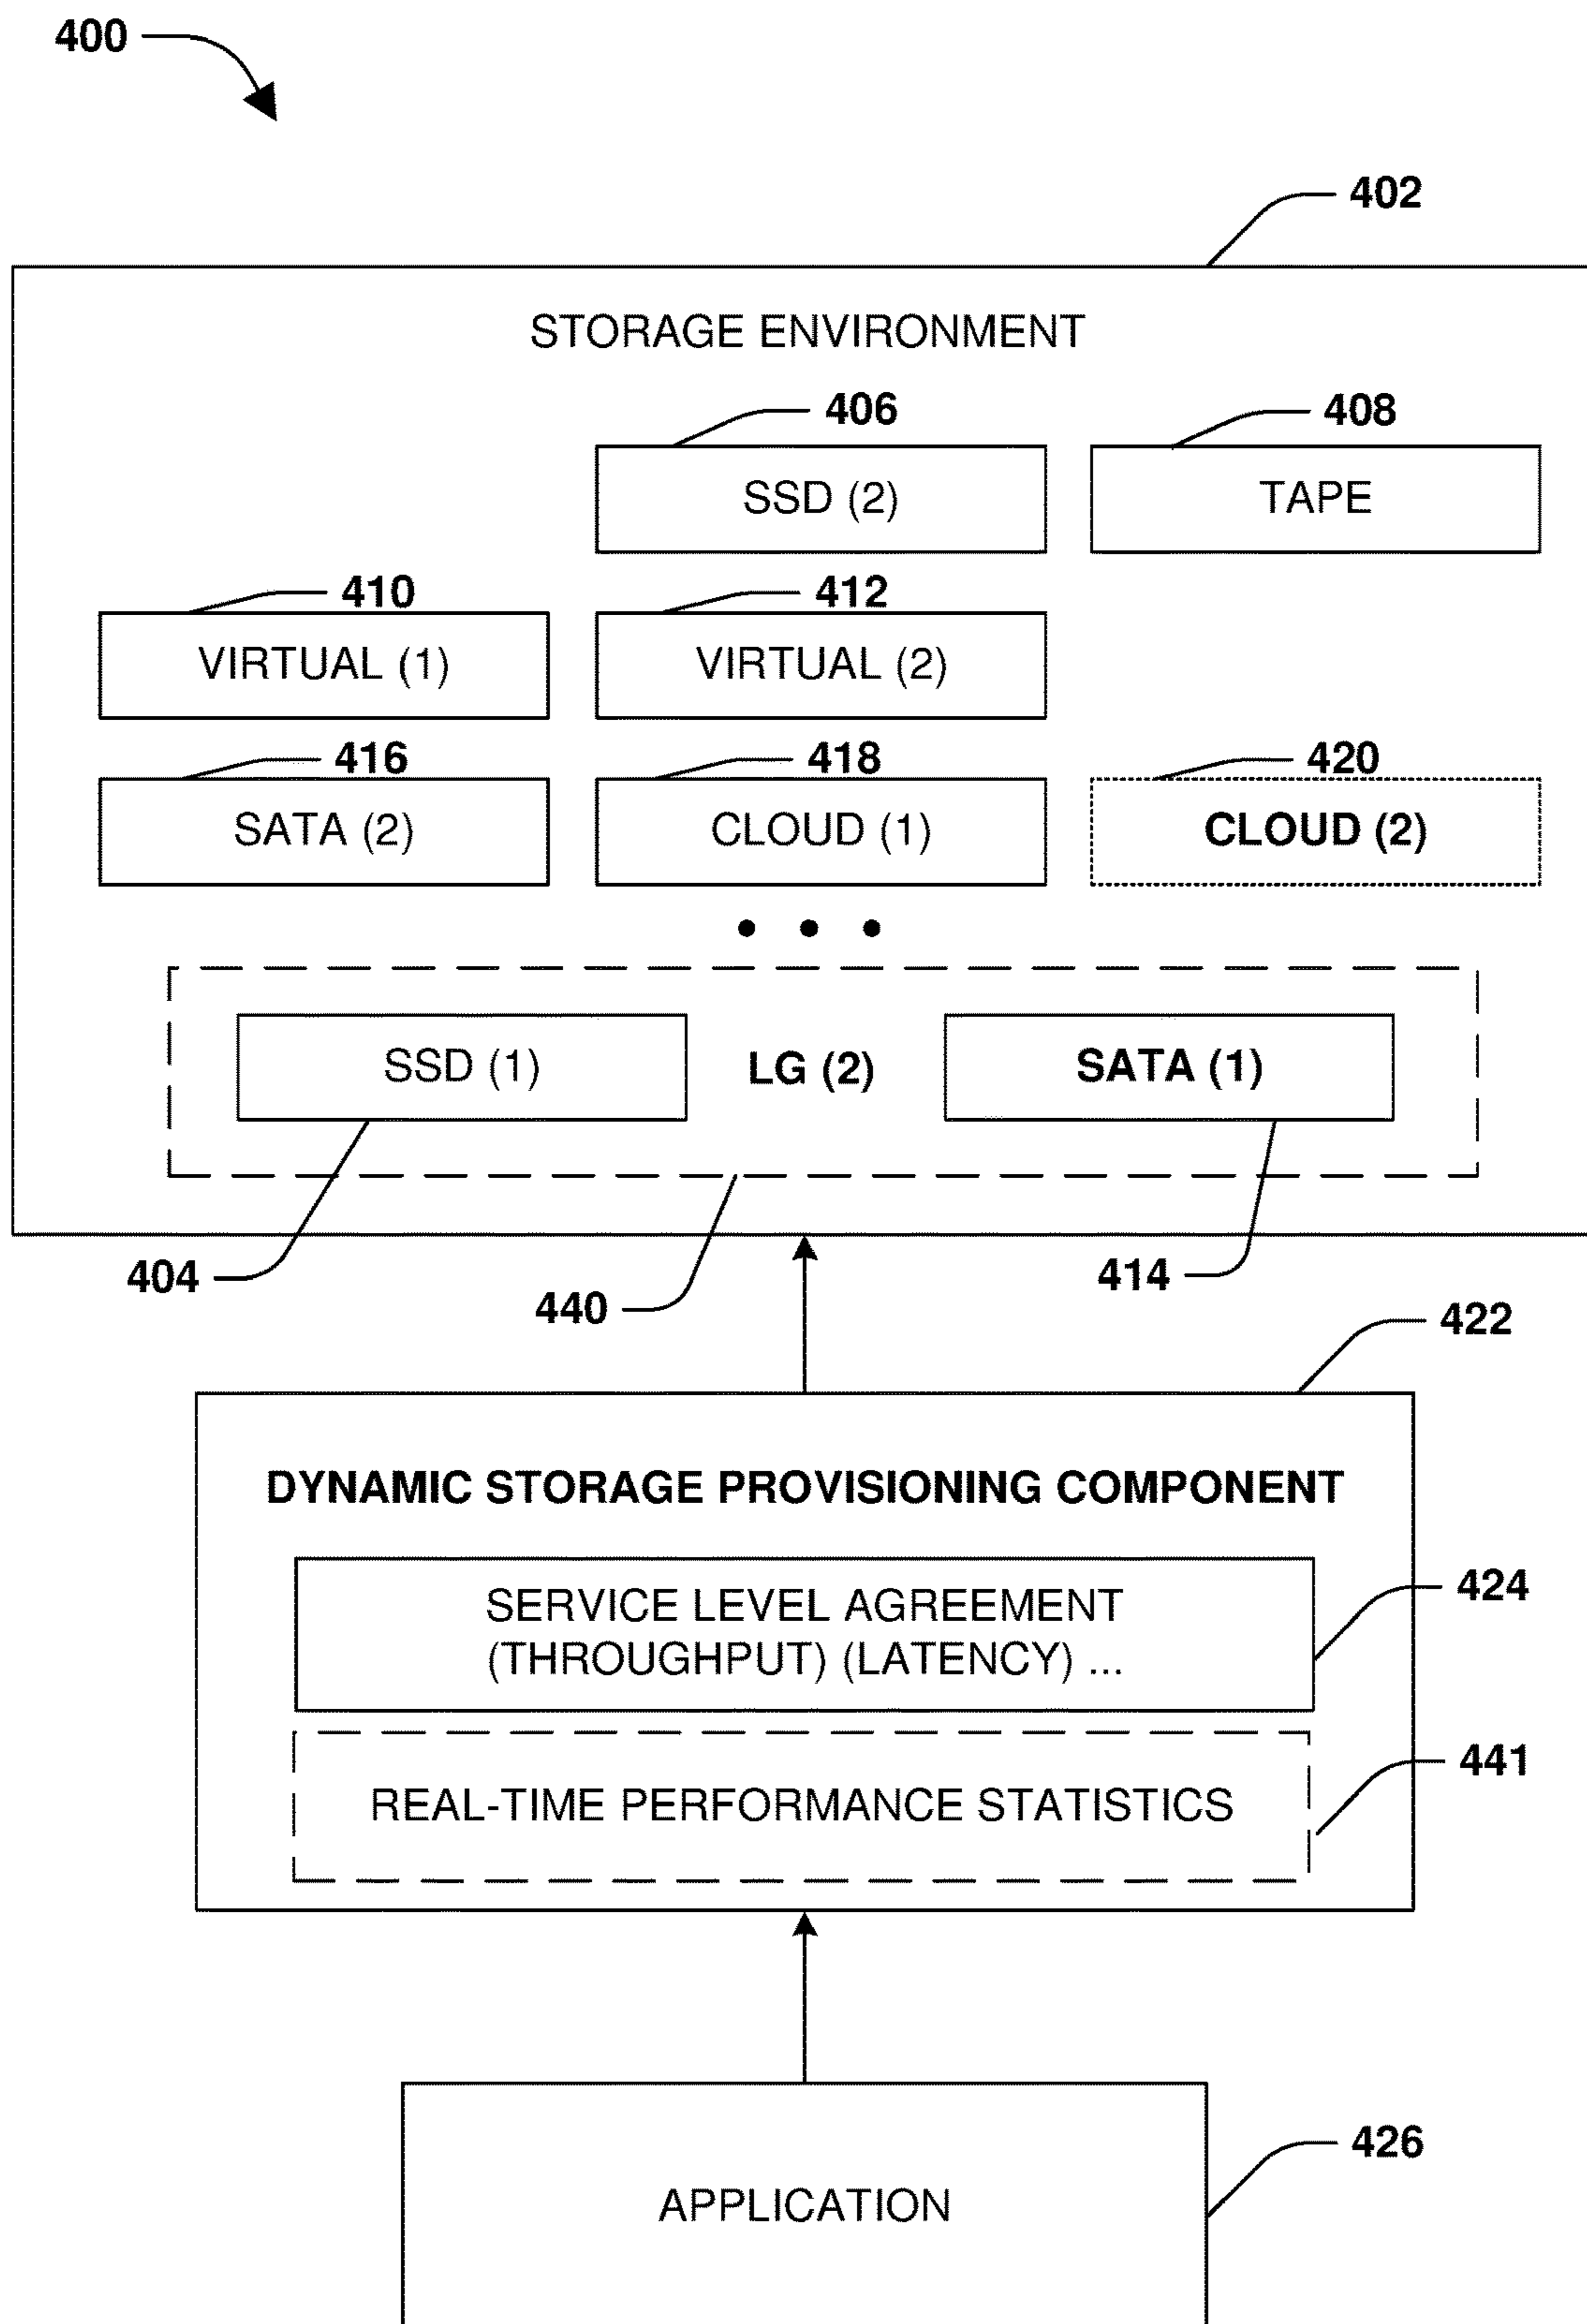 400
402
STORAGE ENVIRONMENT
406
408
SSD (2)
TAPE
410
412
VIRTUAL (1)
VIRTUAL (2)
416
418
420
SATA (2)
CLOUD (1)
CLOUD (2)
• • •
SSD (1)
LG (2)
SATA (1)
404
440
414
422
DYNAMIC STORAGE PROVISIONING COMPONENT
SERVICE LEVEL AGREEMENT
(THROUGHPUT) (LATENCY) ...
424
REAL-TIME PERFORMANCE STATISTICS
441
APPLICATION
426